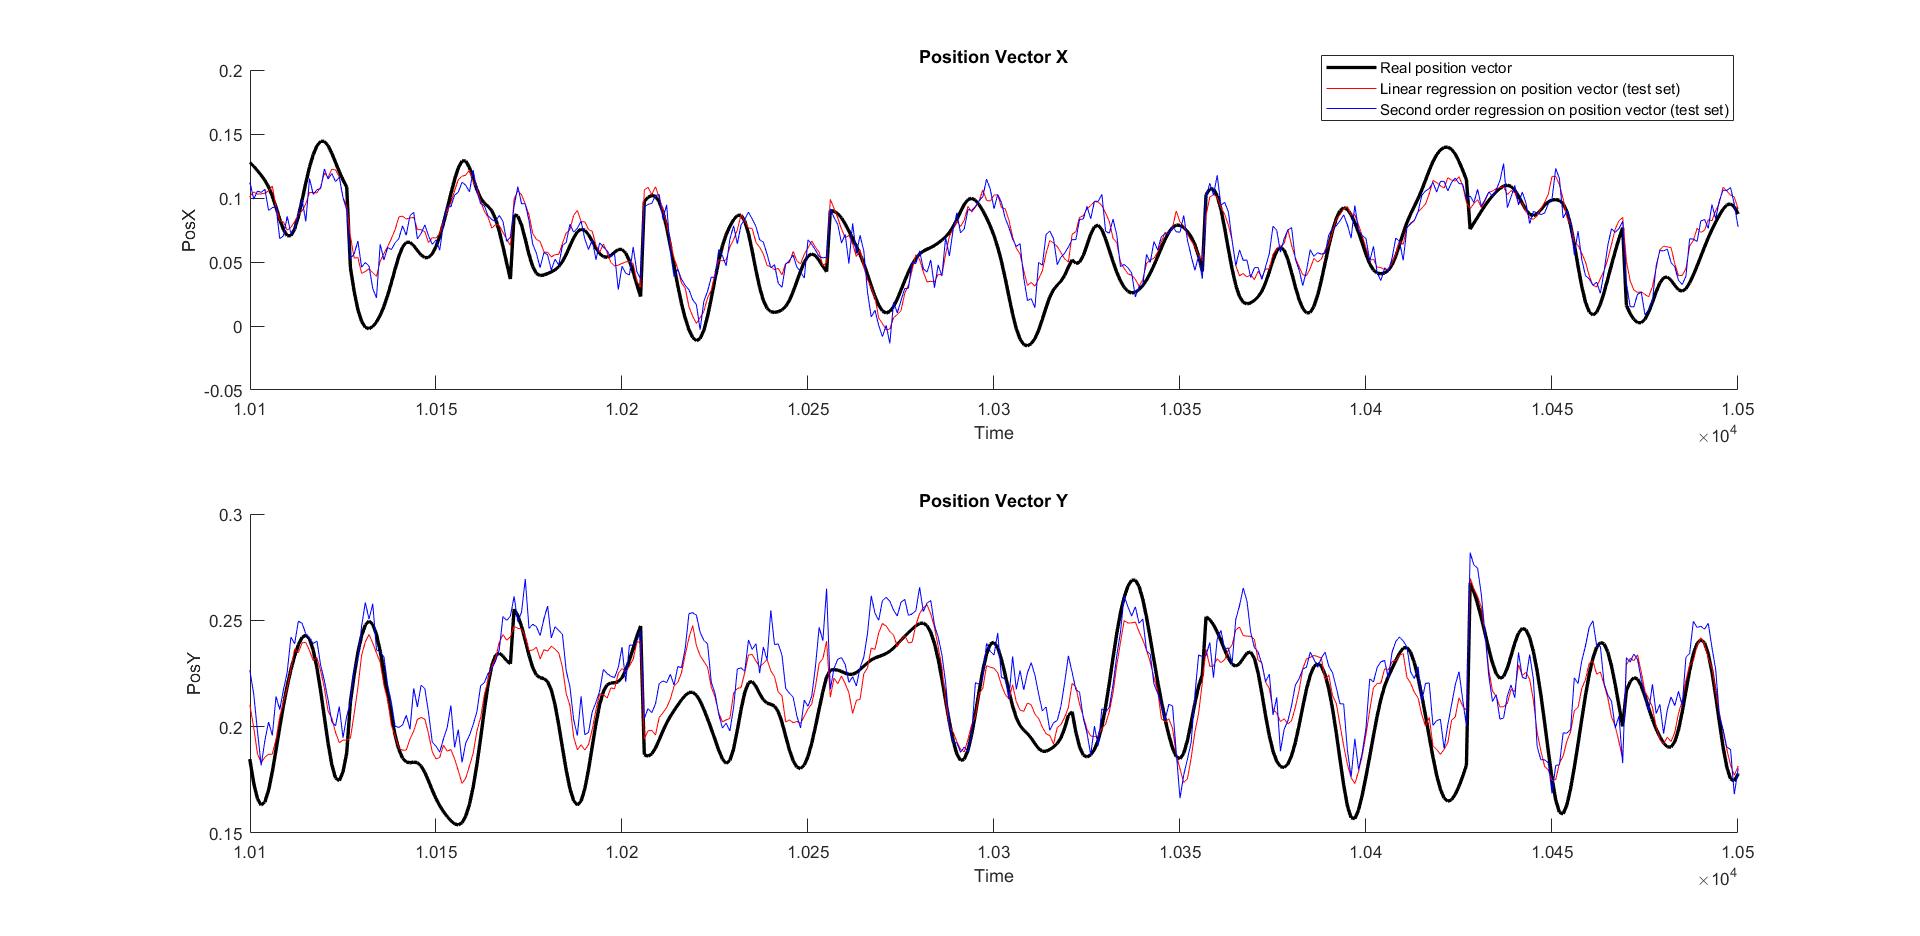 Position Vector X
Real position vector
Linear regression on position vector (test set)
Second order regression on position vector (test set)
0.2
0.15
0.1
0.05
0
-0.05
PosX
1.01 1.015 1.02 1.025 1.03 1.035 1.04 1.045 1.05
Time
×10⁴
Position Vector Y
0.3
0.25
0.2
0.15
PosY
1.01 1.015 1.02 1.025 1.03 1.035 1.04 1.045 1.05
Time
×10⁴